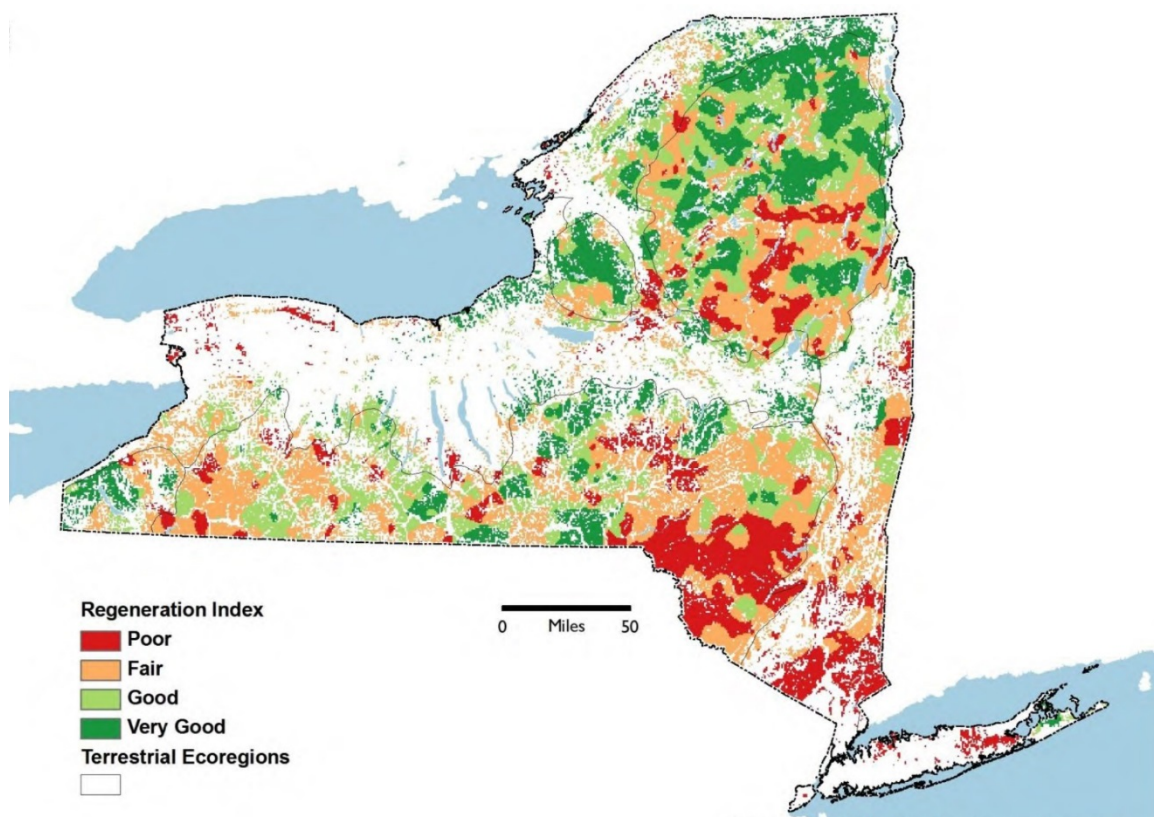 Regeneration Index
Poor
Fair
Good
Very Good
Terrestrial Ecoregions
0 Miles 50